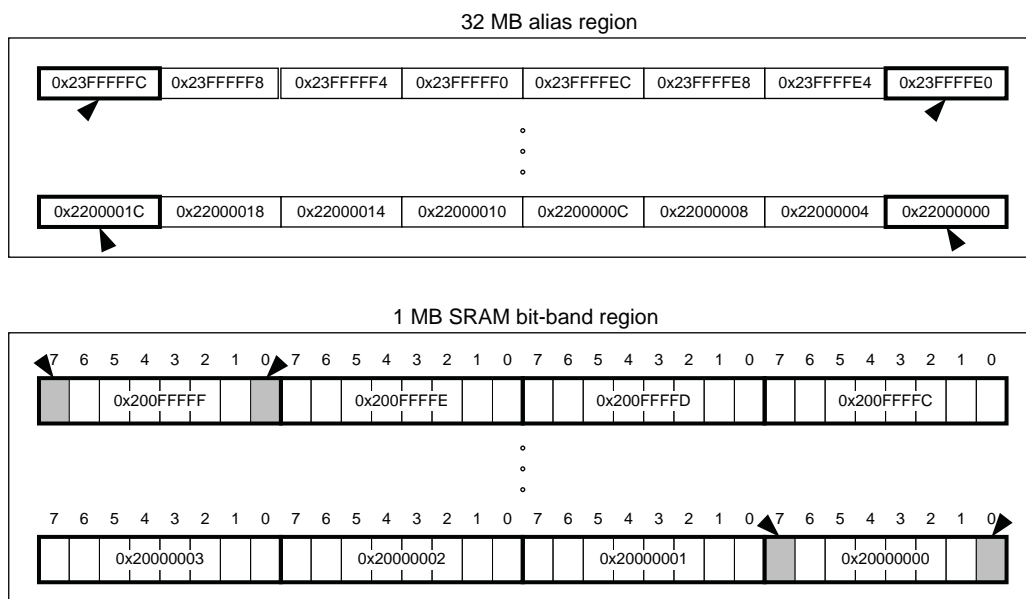 32 MB alias region
0x23FFFFFC 0x23FFFFF8 0x23FFFFF4 0x23FFFFF0 0x23FFFFEC 0x23FFFFE8 0x23FFFFE4 0x23FFFFE0
0x2200001C 0x22000018 0x22000014 0x22000010 0x2200000C 0x22000008 0x22000004 0x22000000
1 MB SRAM bit-band region
7 6 5 4 3 2 1 0 7 6 5 4 3 2 1 0 7 6 5 4 3 2 1 0 7 6 5 4 3 2 1 0
0x200FFFFF 0x200FFFFE 0x200FFFFD 0x200FFFFC
7 6 5 4 3 2 1 0 7 6 5 4 3 2 1 0 7 6 5 4 3 2 1 0 7 6 5 4 3 2 1 0
0x20000003 0x20000002 0x20000001 0x20000000